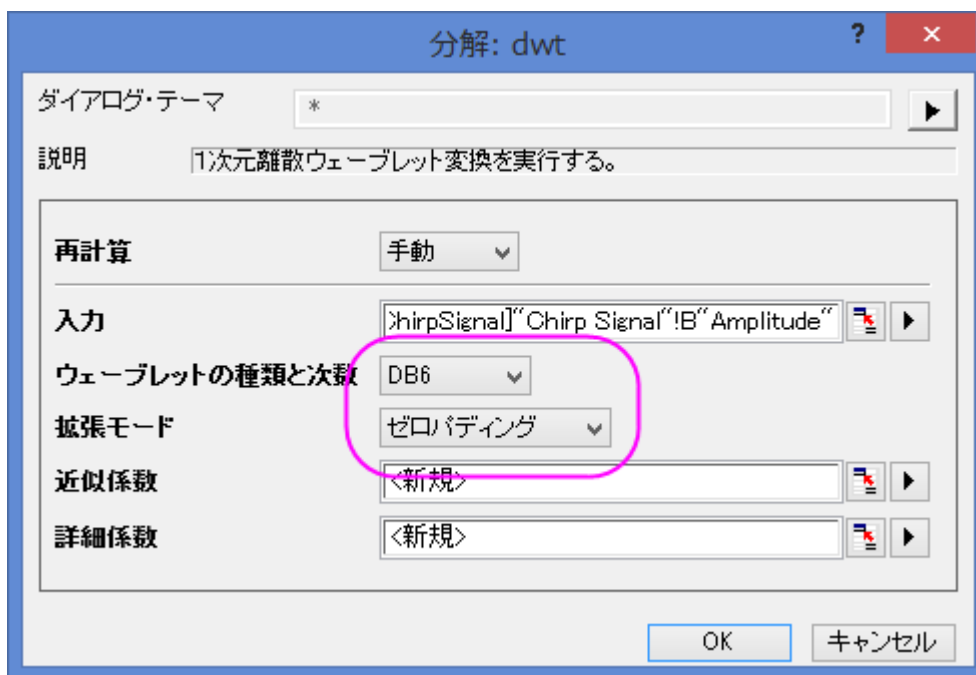 分解: dwt ? ×
ダイアログ・テーマ *
説明 1次元離散ウェーブレット変換を実行する。
再計算 手動
入力 ChirpSignal]"Chirp Signal"!B"Amplitude"
ウェーブレットの種類と次数 DB6
拡張モード ゼロパディング
近似係数 <新規>
詳細係数 <新規>
OK キャンセル